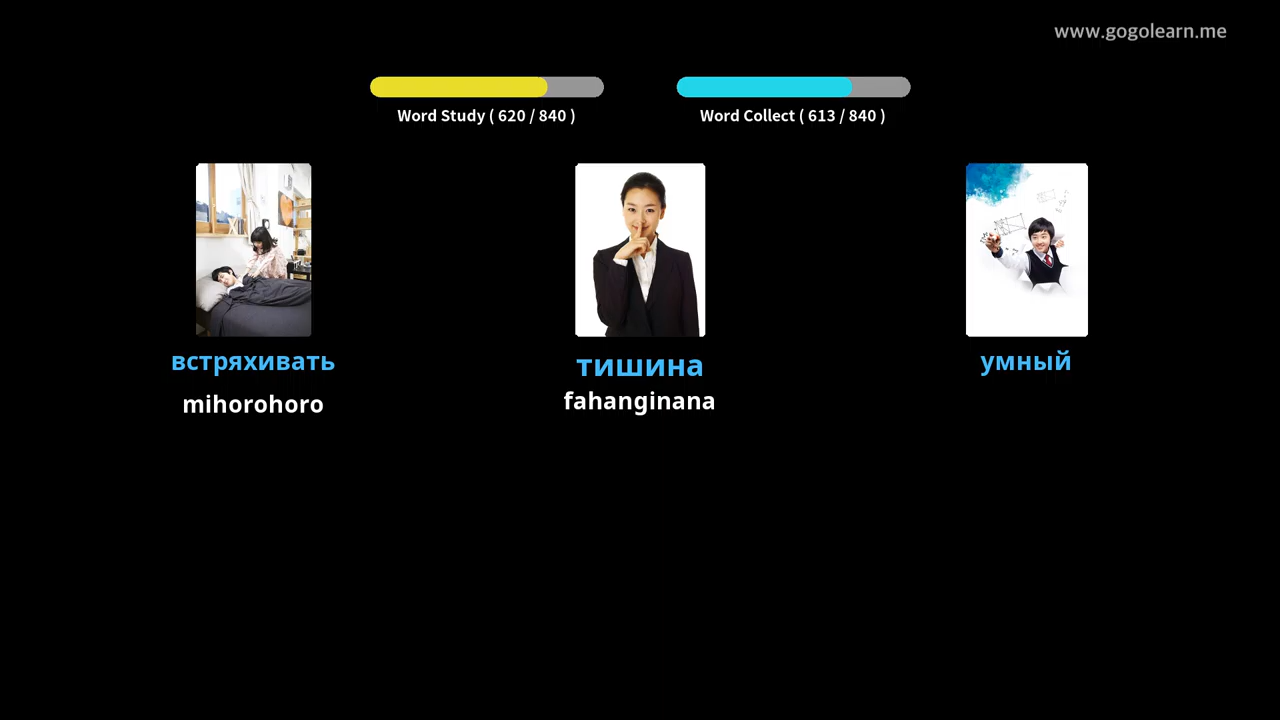 www.gogolearn.me
Word Study ( 620 / 840 )
Word Collect ( 613 / 840 )
встряхивать
тишина
умный
mihorohoro
fahanginana